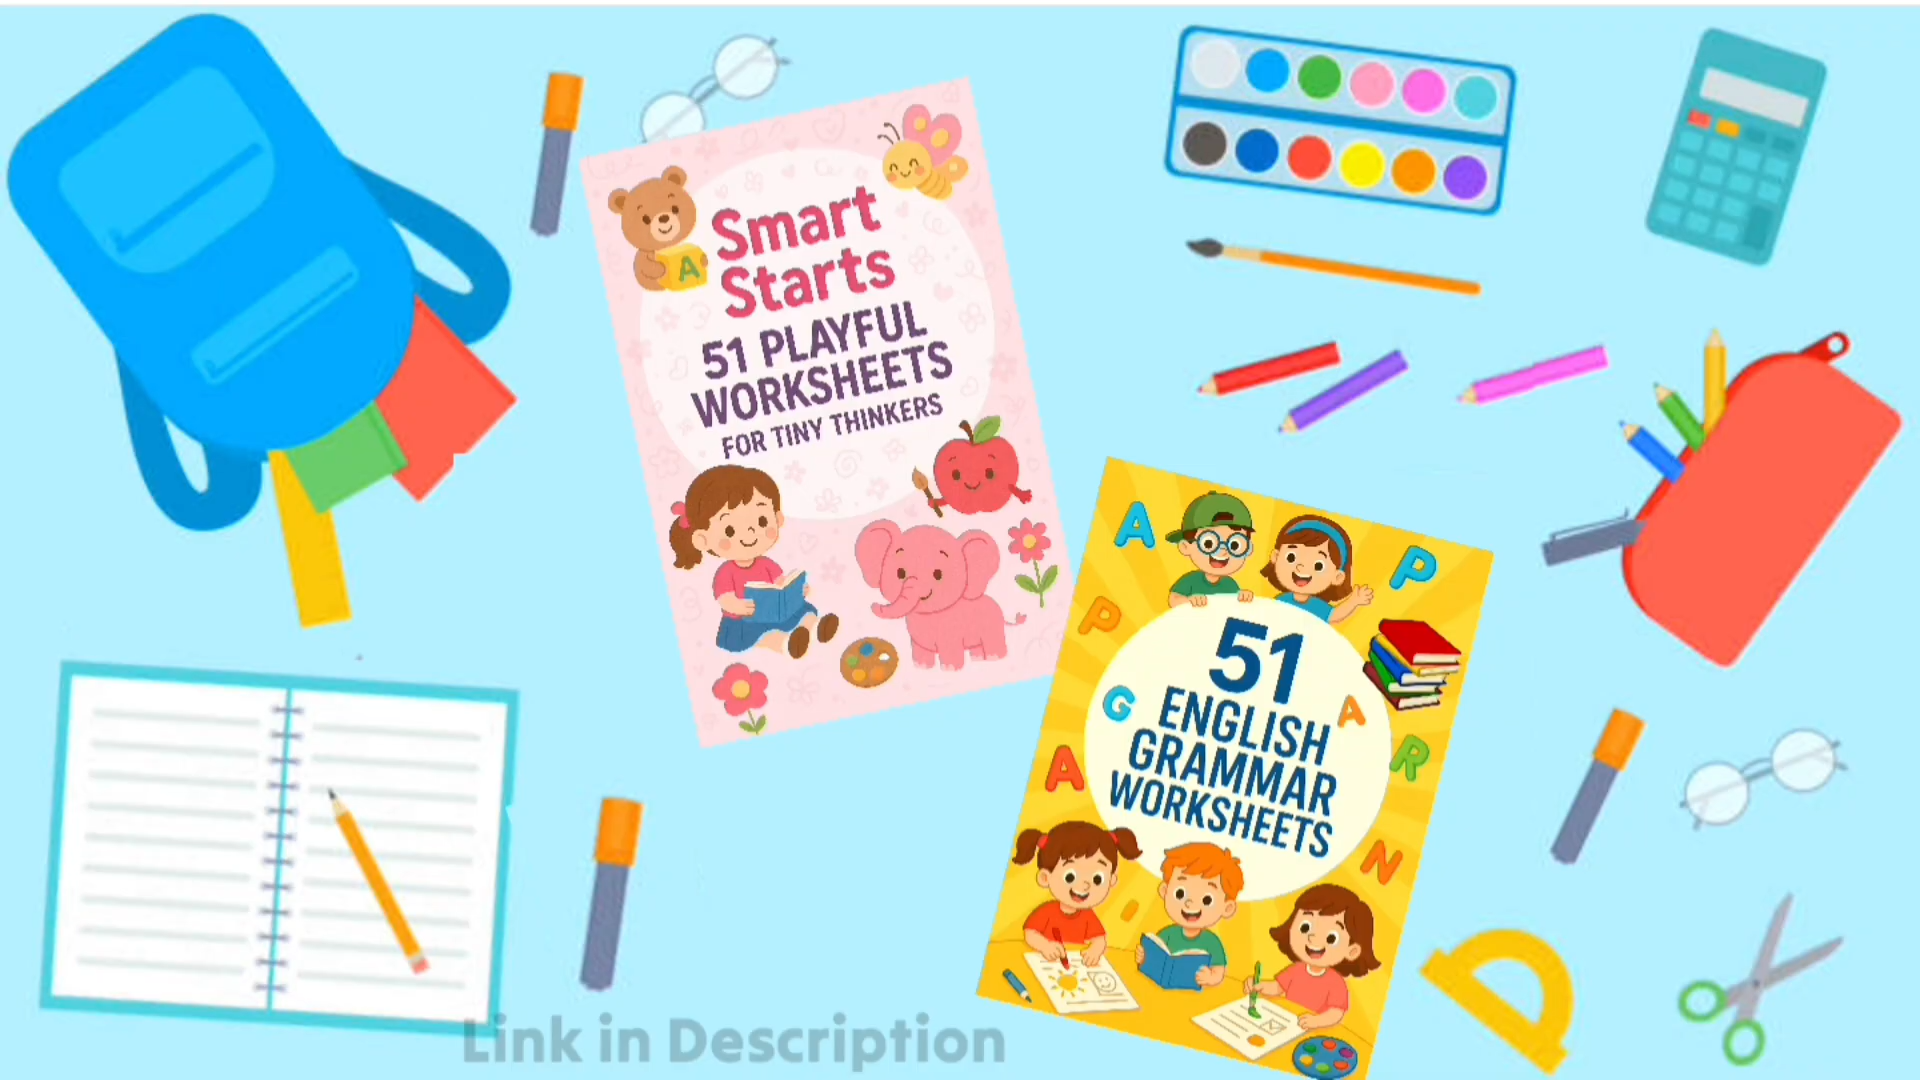 Smart
Starts
51 PLAYFUL
WORKSHEETS
FOR TINY THINKERS
A
A
P
P
51
ENGLISH
GRAMMAR
WORKSHEETS
G
A
R
A
N
Link in Description